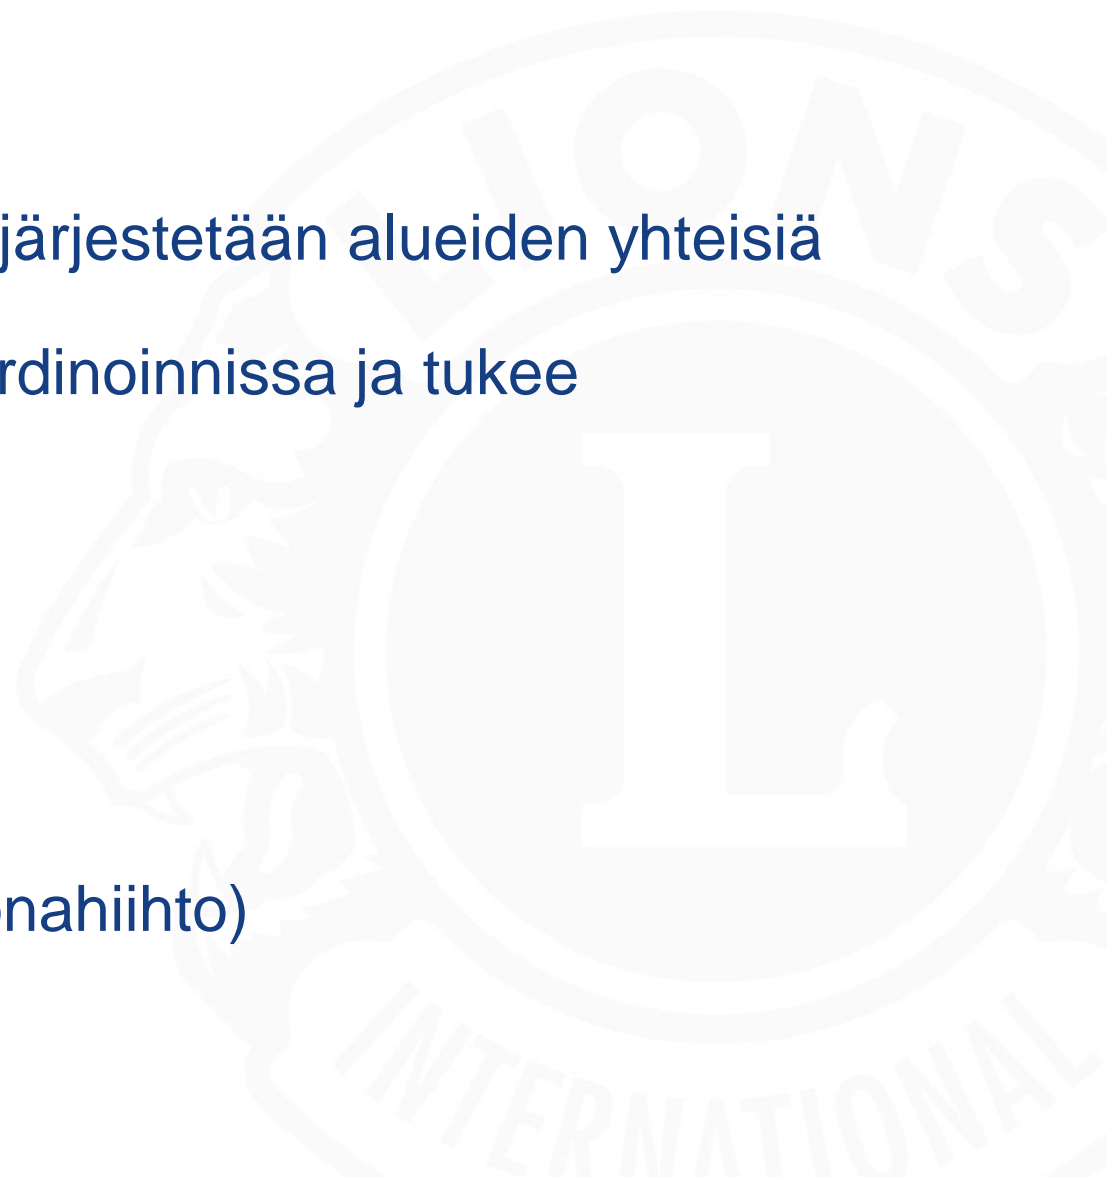 LIONS
järjestetään alueiden yhteisiä
rdinoinnissa ja tukee
L
nahiihto)
INTERNATIONAL